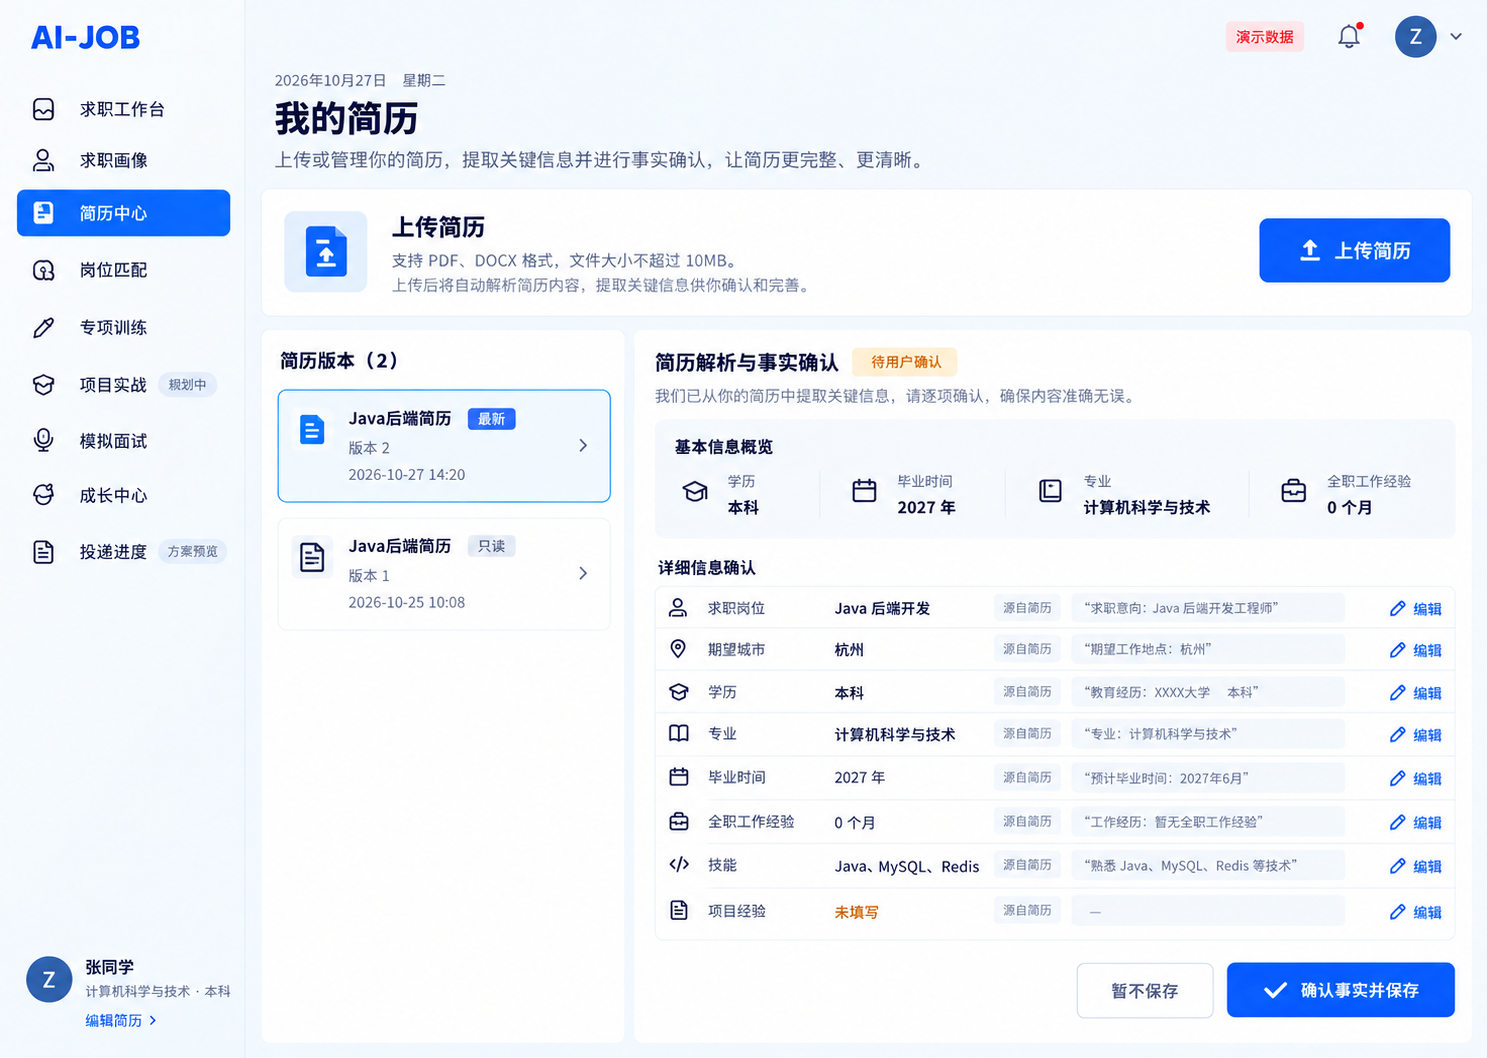 AI-JOB
演示数据
Z
求职工作台
求职画像
简历中心
岗位匹配
专项训练
项目实战 规划中
模拟面试
成长中心
投递进度 方案预览
Z
张同学
计算机科学与技术 · 本科
编辑简历
2026年10月27日 星期二
我的简历
上传或管理你的简历，提取关键信息并进行事实确认，让简历更完整、更清晰。
上传简历
支持 PDF、DOCX 格式，文件大小不超过 10MB。
上传后将自动解析简历内容，提取关键信息供你确认和完善。
上传简历
简历版本（2）
Java后端简历 最新
版本 2
2026-10-27 14:20
Java后端简历 只读
版本 1
2026-10-25 10:08
简历解析与事实确认 待用户确认
我们已从你的简历中提取关键信息，请逐项确认，确保内容准确无误。
基本信息概览
学历
本科
毕业时间
2027 年
专业
计算机科学与技术
全职工作经验
0 个月
详细信息确认
求职岗位 Java 后端开发 源自简历 “求职意向：Java 后端开发工程师” 编辑
期望城市 杭州 源自简历 “期望工作地点：杭州” 编辑
学历 本科 源自简历 “教育经历：XXXX大学 本科” 编辑
专业 计算机科学与技术 源自简历 “专业：计算机科学与技术” 编辑
毕业时间 2027 年 源自简历 “预计毕业时间：2027年6月” 编辑
全职工作经验 0 个月 源自简历 “工作经历：暂无全职工作经验” 编辑
技能 Java、MySQL、Redis 源自简历 “熟悉 Java、MySQL、Redis 等技术” 编辑
项目经验 未填写 源自简历 — 编辑
暂不保存
确认事实并保存